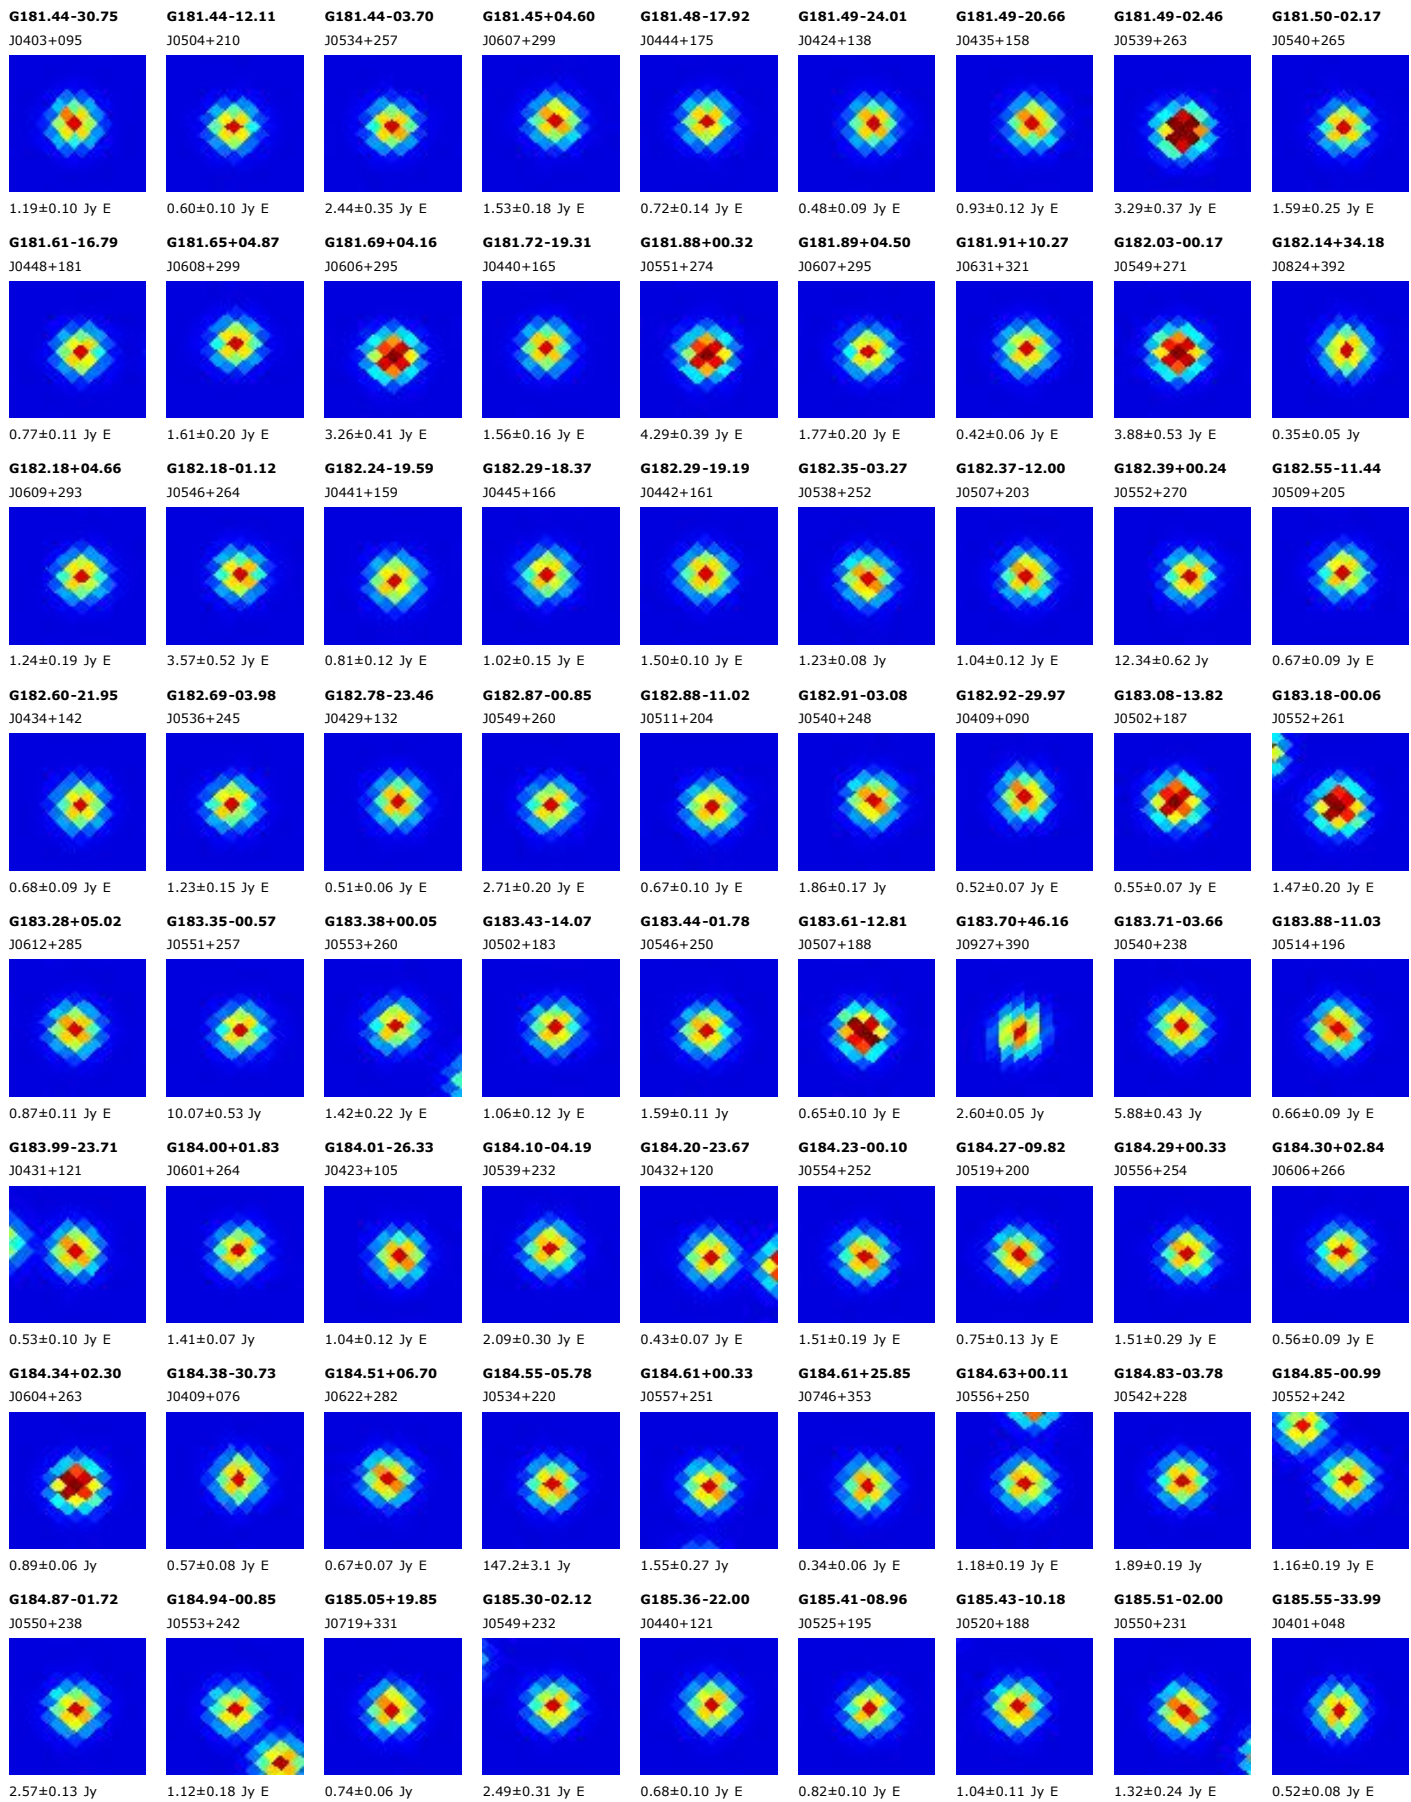 G181.44-30.75 G181.44-12.11 G181.44-03.70 G181.45+04.60 G181.48-17.92 G181.49-24.01 G181.49-20.66 G181.49-02.46 G181.50-02.17
J0403+095 J0504+210 J0534+257 J0607+299 J0444+175 J0424+138 J0435+158 J0539+263 J0540+265
1.19±0.10 Jy E 0.60±0.10 Jy E 2.44±0.35 Jy E 1.53±0.18 Jy E 0.72±0.14 Jy E 0.48±0.09 Jy E 0.93±0.12 Jy E 3.29±0.37 Jy E 1.59±0.25 Jy
G181.61-16.79 G181.65+04.87 G181.69+04.16 G181.72-19.31 G181.88+00.32 G181.89+04.50 G181.91+10.27 G182.03-00.17 G182.14+34.18
J0448+181 J0608+299 J0606+295 J0440+165 J0551+274 J0607+295 J0631+321 J0549+271 J0824+392
0.77±0.11 Jy E 1.61±0.20 Jy E 3.26±0.41 Jy E 1.56±0.16 Jy E 4.29±0.39 Jy E 1.77±0.20 Jy E 0.42±0.06 Jy E 3.88±0.53 Jy E 0.35±0.05 Jy
G182.18+04.66 G182.18-01.12 G182.24-19.59 G182.29-18.37 G182.29-19.19 G182.35-03.27 G182.37-12.00 G182.39+00.24 G182.55-11.44
J0609+293 J0546+264 J0441+159 J0445+166 J0442+161 J0538+252 J0507+203 J0552+270 J0509+205
1.24±0.19 Jy E 3.57±0.52 Jy E 0.81±0.12 Jy E 1.02±0.15 Jy E 1.50±0.10 Jy E 1.23±0.08 Jy 1.04±0.12 Jy E 12.34±0.62 Jy 0.67±0.09 Jy E
G182.60-21.95 G182.69-03.98 G182.78-23.46 G182.87-00.85 G182.88-11.02 G182.91-03.08 G182.92-29.97 G183.08-13.82 G183.18-00.06
J0434+142 J0536+245 J0429+132 J0549+260 J0511+204 J0540+248 J0409+090 J0502+187 J0552+261
0.68±0.09 Jy E 1.23±0.15 Jy E 0.51±0.06 Jy E 2.71±0.20 Jy E 0.67±0.10 Jy E 1.86±0.17 Jy 0.52±0.07 Jy E 0.55±0.07 Jy E 1.47±0.20 Jy E
G183.28+05.02 G183.35-00.57 G183.38+00.05 G183.43-14.07 G183.44-01.78 G183.61-12.81 G183.70+46.16 G183.71-03.66 G183.88-11.03
J0612+285 J0551+257 J0553+260 J0502+183 J0546+250 J0507+188 J0927+390 J0540+238 J0514+196
0.87±0.11 Jy E 10.07±0.53 Jy 1.42±0.22 Jy E 1.06±0.12 Jy E 1.59±0.11 Jy 0.65±0.10 Jy E 2.60±0.05 Jy 5.88±0.43 Jy 0.66±0.09 Jy E
G183.99-23.71 G184.00+01.83 G184.01-26.33 G184.10-04.19 G184.20-23.67 G184.23-00.10 G184.27-09.82 G184.29+00.33 G184.30+02.84
J0431+121 J0601+264 J0423+105 J0539+232 J0432+120 J0554+252 J0519+200 J0556+254 J0606+266
0.53±0.10 Jy E 1.41±0.07 Jy 1.04±0.12 Jy E 2.09±0.30 Jy E 0.43±0.07 Jy E 1.51±0.19 Jy E 0.75±0.13 Jy E 1.51±0.29 Jy E 0.56±0.09 Jy E
G184.34+02.30 G184.38-30.73 G184.51+06.70 G184.55-05.78 G184.61+00.33 G184.61+25.85 G184.63+00.11 G184.83-03.78 G184.85-00.99
J0604+263 J0409+076 J0622+282 J0534+220 J0557+251 J0746+353 J0556+250 J0542+228 J0552+242
0.89±0.06 Jy 0.57±0.08 Jy E 0.67±0.07 Jy E 147.2±3.1 Jy 1.55±0.27 Jy 0.34±0.06 Jy E 1.18±0.19 Jy E 1.89±0.19 Jy 1.16±0.19 Jy E
G184.87-01.72 G184.94-00.85 G185.05+19.85 G185.30-02.12 G185.36-22.00 G185.41-08.96 G185.43-10.18 G185.51-02.00 G185.55-33.99
J0550+238 J0553+242 J0719+331 J0549+232 J0440+121 J0525+195 J0520+188 J0550+231 J0401+048
2.57±0.13 Jy 1.12±0.18 Jy E 0.74±0.06 Jy 2.49±0.31 Jy E 0.68±0.10 Jy E 0.82±0.10 Jy E 1.04±0.11 Jy E 1.32±0.24 Jy E 0.52±0.08 Jy E